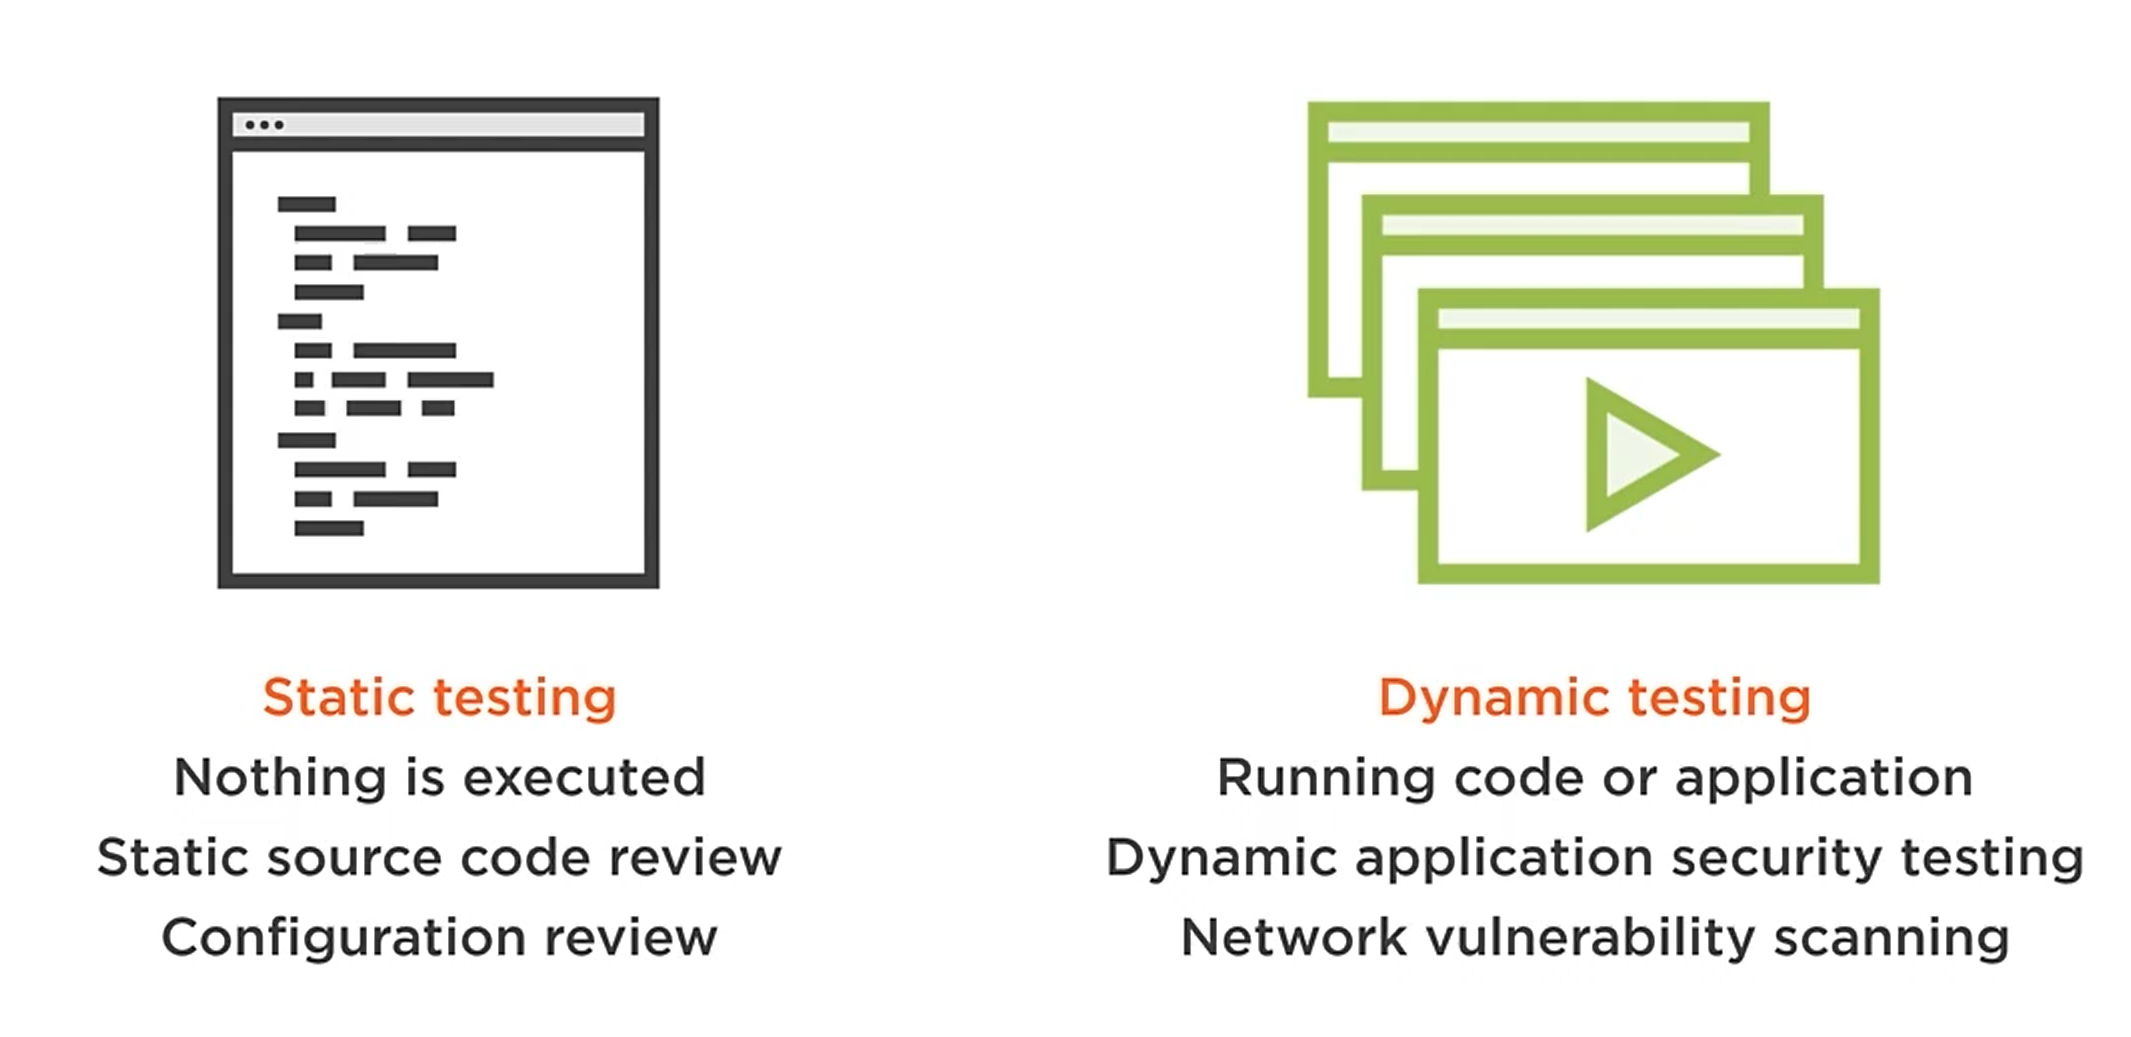 Static testing
Nothing is executed
Static source code review
Configuration review
Dynamic testing
Running code or application
Dynamic application security testing
Network vulnerability scanning